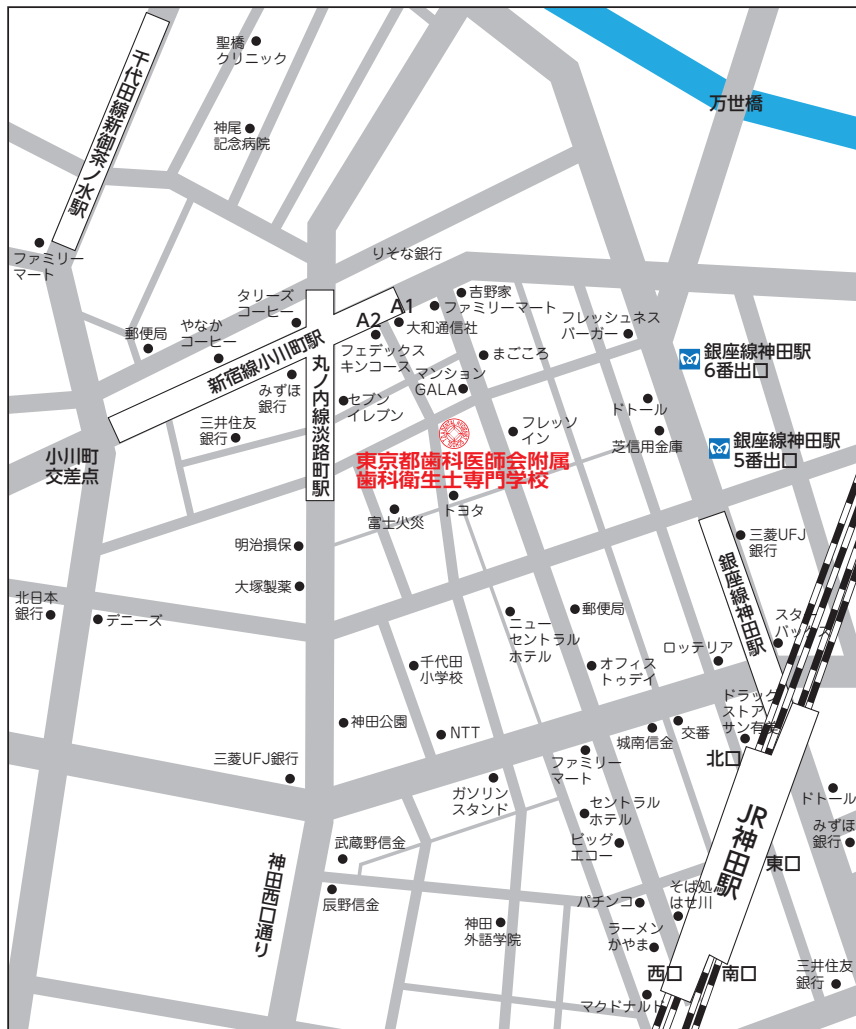 聖橋
クリニック
万世橋
千代田線新御茶ノ水駅
神尾
記念病院
ファミリー
マート
りそな銀行
タリーズ
コーヒー
A1
A2
吉野家
ファミリーマート
大和通信社
郵便局
やなか
コーヒー
新宿線小川町駅
フェデックス
キンコース
まごころ
フレッシュネス
バーガー
銀座線神田駅
6番出口
みずほ
銀行
丸ノ内線淡路町駅
セブン
イレブン
マンション
GALA
ドトール
三井住友
銀行
フレッソ
イン
芝信用金庫
銀座線神田駅
5番出口
小川町
交差点
東京都歯科医師会附属
歯科衛生士専門学校
トヨタ
富士火災
明治損保
三菱UFJ
銀行
銀座線神田駅
大塚製薬
北日本
銀行
デニーズ
ニュー
セントラル
ホテル
郵便局
スタ
バックス
千代田
小学校
オフィス
トゥデイ
ロッテリア
神田公園
NTT
城南信金
交番
ドラック
ストア
サン有美
北口
三菱UFJ銀行
ガソリン
スタンド
ファミリー
マート
セントラル
ホテル
ドトール
みずほ
銀行
ビッグ
エコー
JR神田駅
東口
武蔵野信金
神田西口通り
辰野信金
神田
外語学院
パチンコ
そば処
はせ川
ラーメン
かやま
西口
南口
三井住友
銀行
マクドナルド